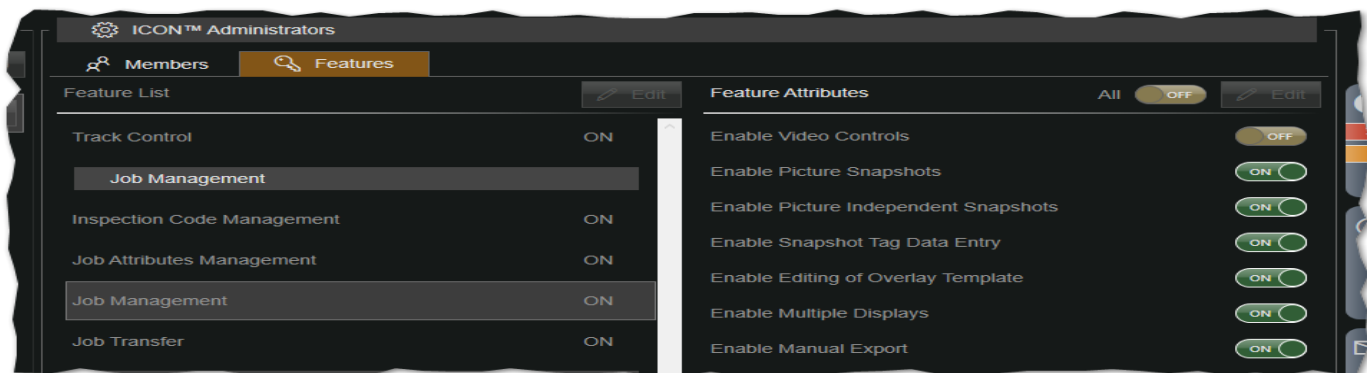 ICON™ Administrators
Members Features
Feature List Edit
Track Control ON
Job Management
Inspection Code Management ON
Job Attributes Management ON
Job Management ON
Job Transfer ON
Feature Attributes All OFF Edit
Enable Video Controls OFF
Enable Picture Snapshots ON
Enable Picture Independent Snapshots ON
Enable Snapshot Tag Data Entry ON
Enable Editing of Overlay Template ON
Enable Multiple Displays ON
Enable Manual Export ON